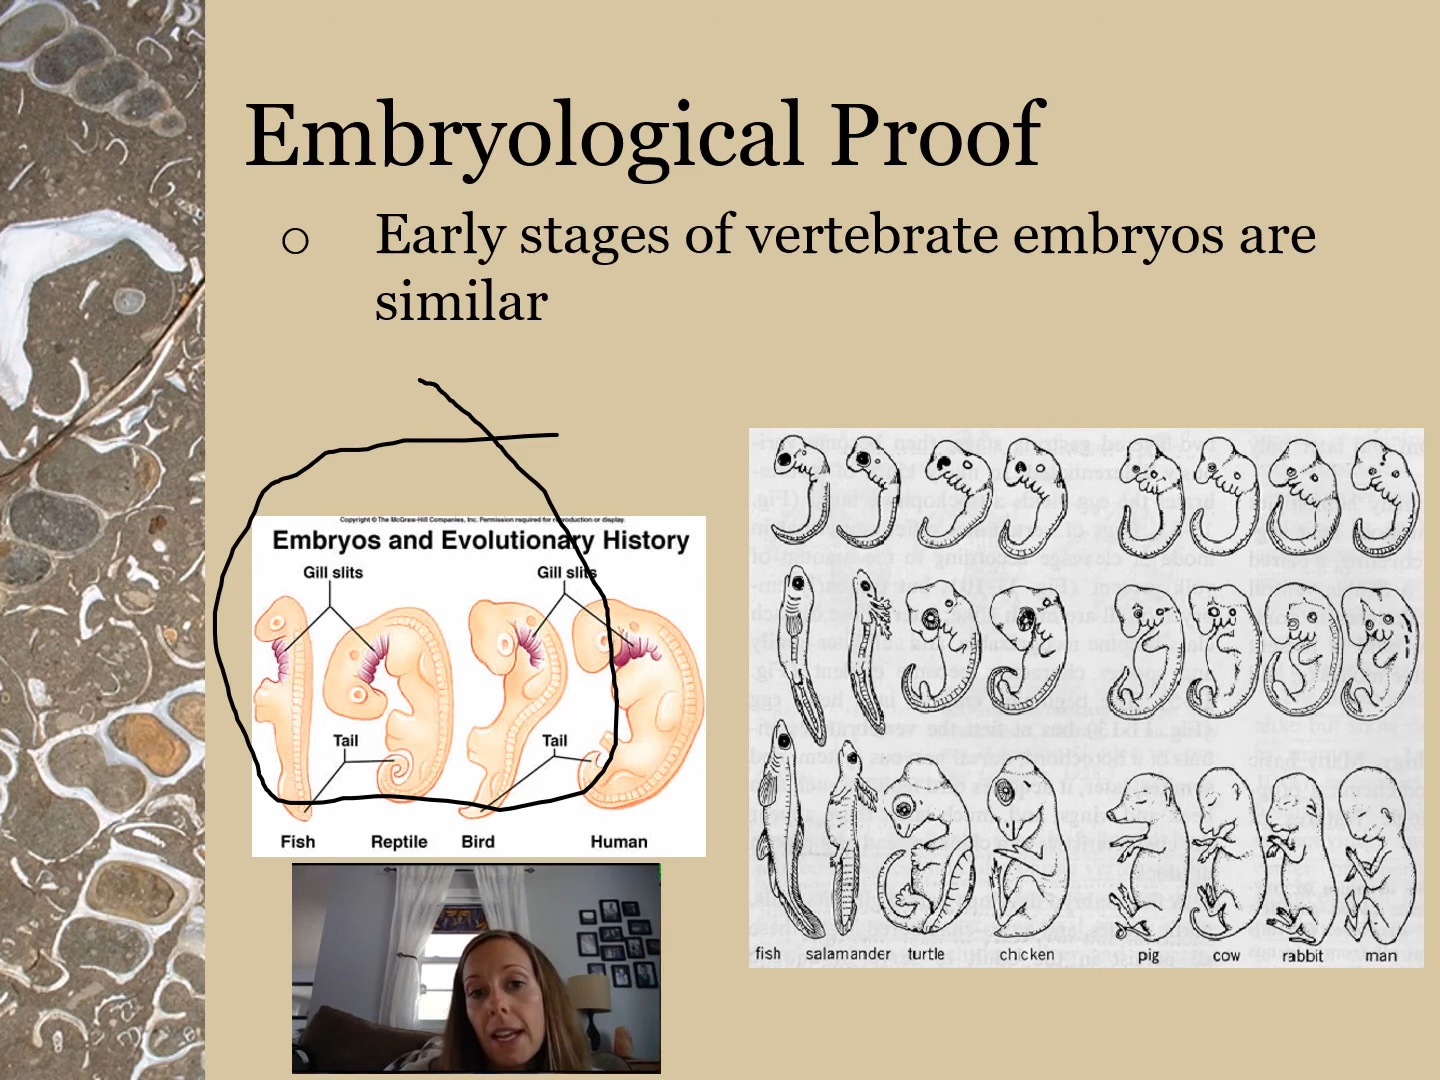 Embryological Proof
Early stages of vertebrate embryos are
similar
Copyright © The McGraw-Hill Companies, Inc. Permission required for reproduction or display.
Embryos and Evolutionary History
Gill slits Gill slits
Tail Tail
Fish Reptile Bird Human
fish salamander turtle chicken pig cow rabbit man